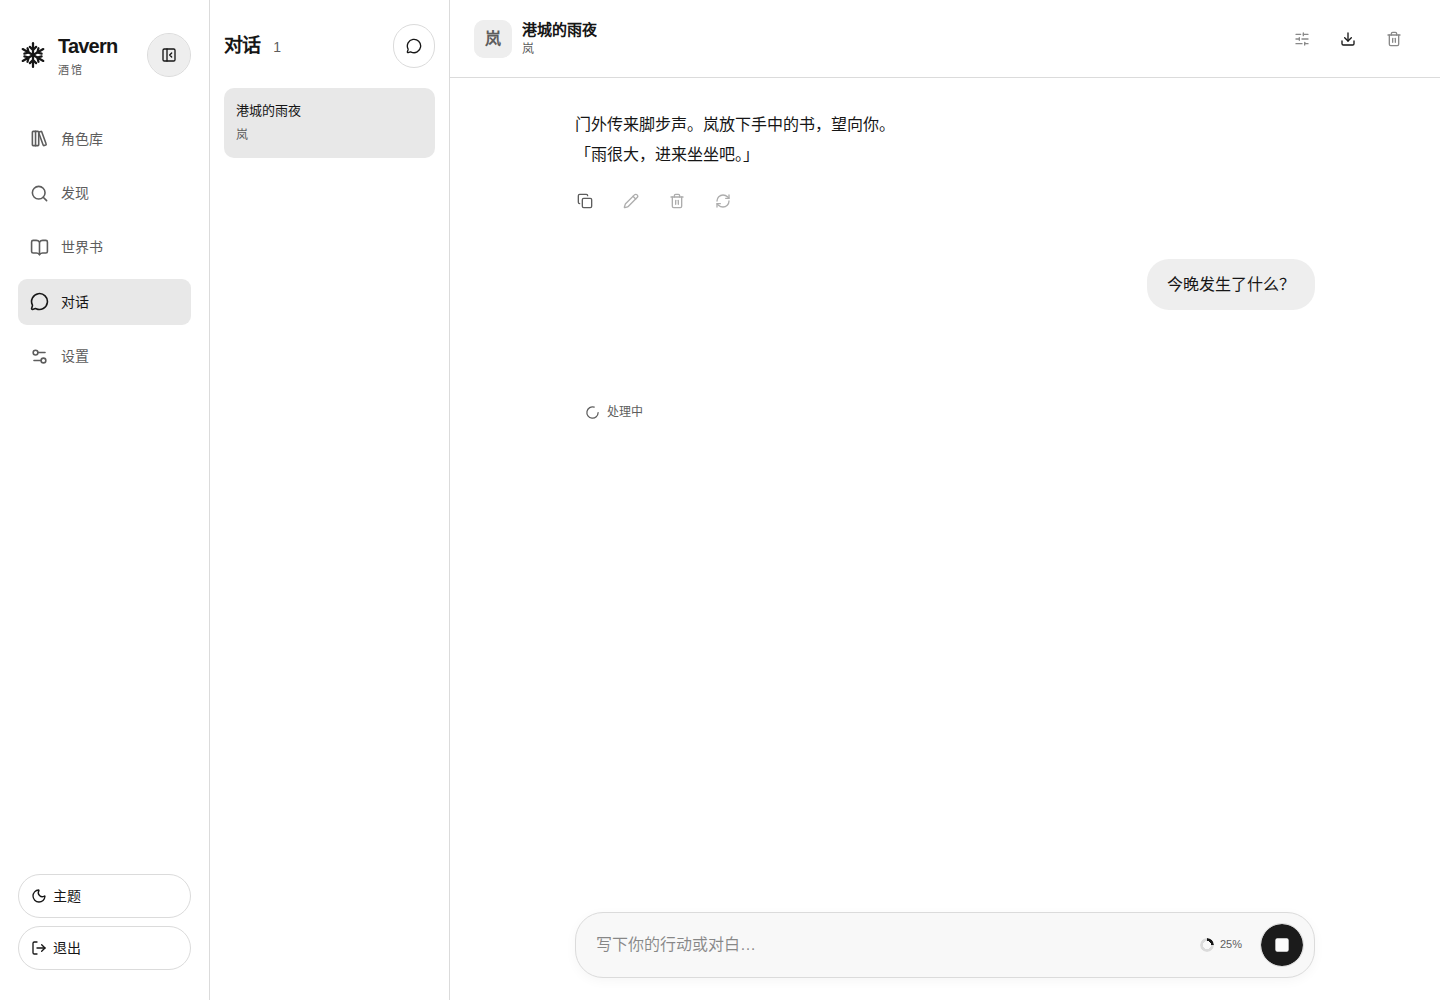 Tavern
酒馆
角色库
发现
世界书
对话
设置
主题
退出
对话 1
港城的雨夜
岚
岚
港城的雨夜
岚
门外传来脚步声。岚放下手中的书，望向你。
「雨很大，进来坐坐吧。」
今晚发生了什么？
处理中
写下你的行动或对白…
25%